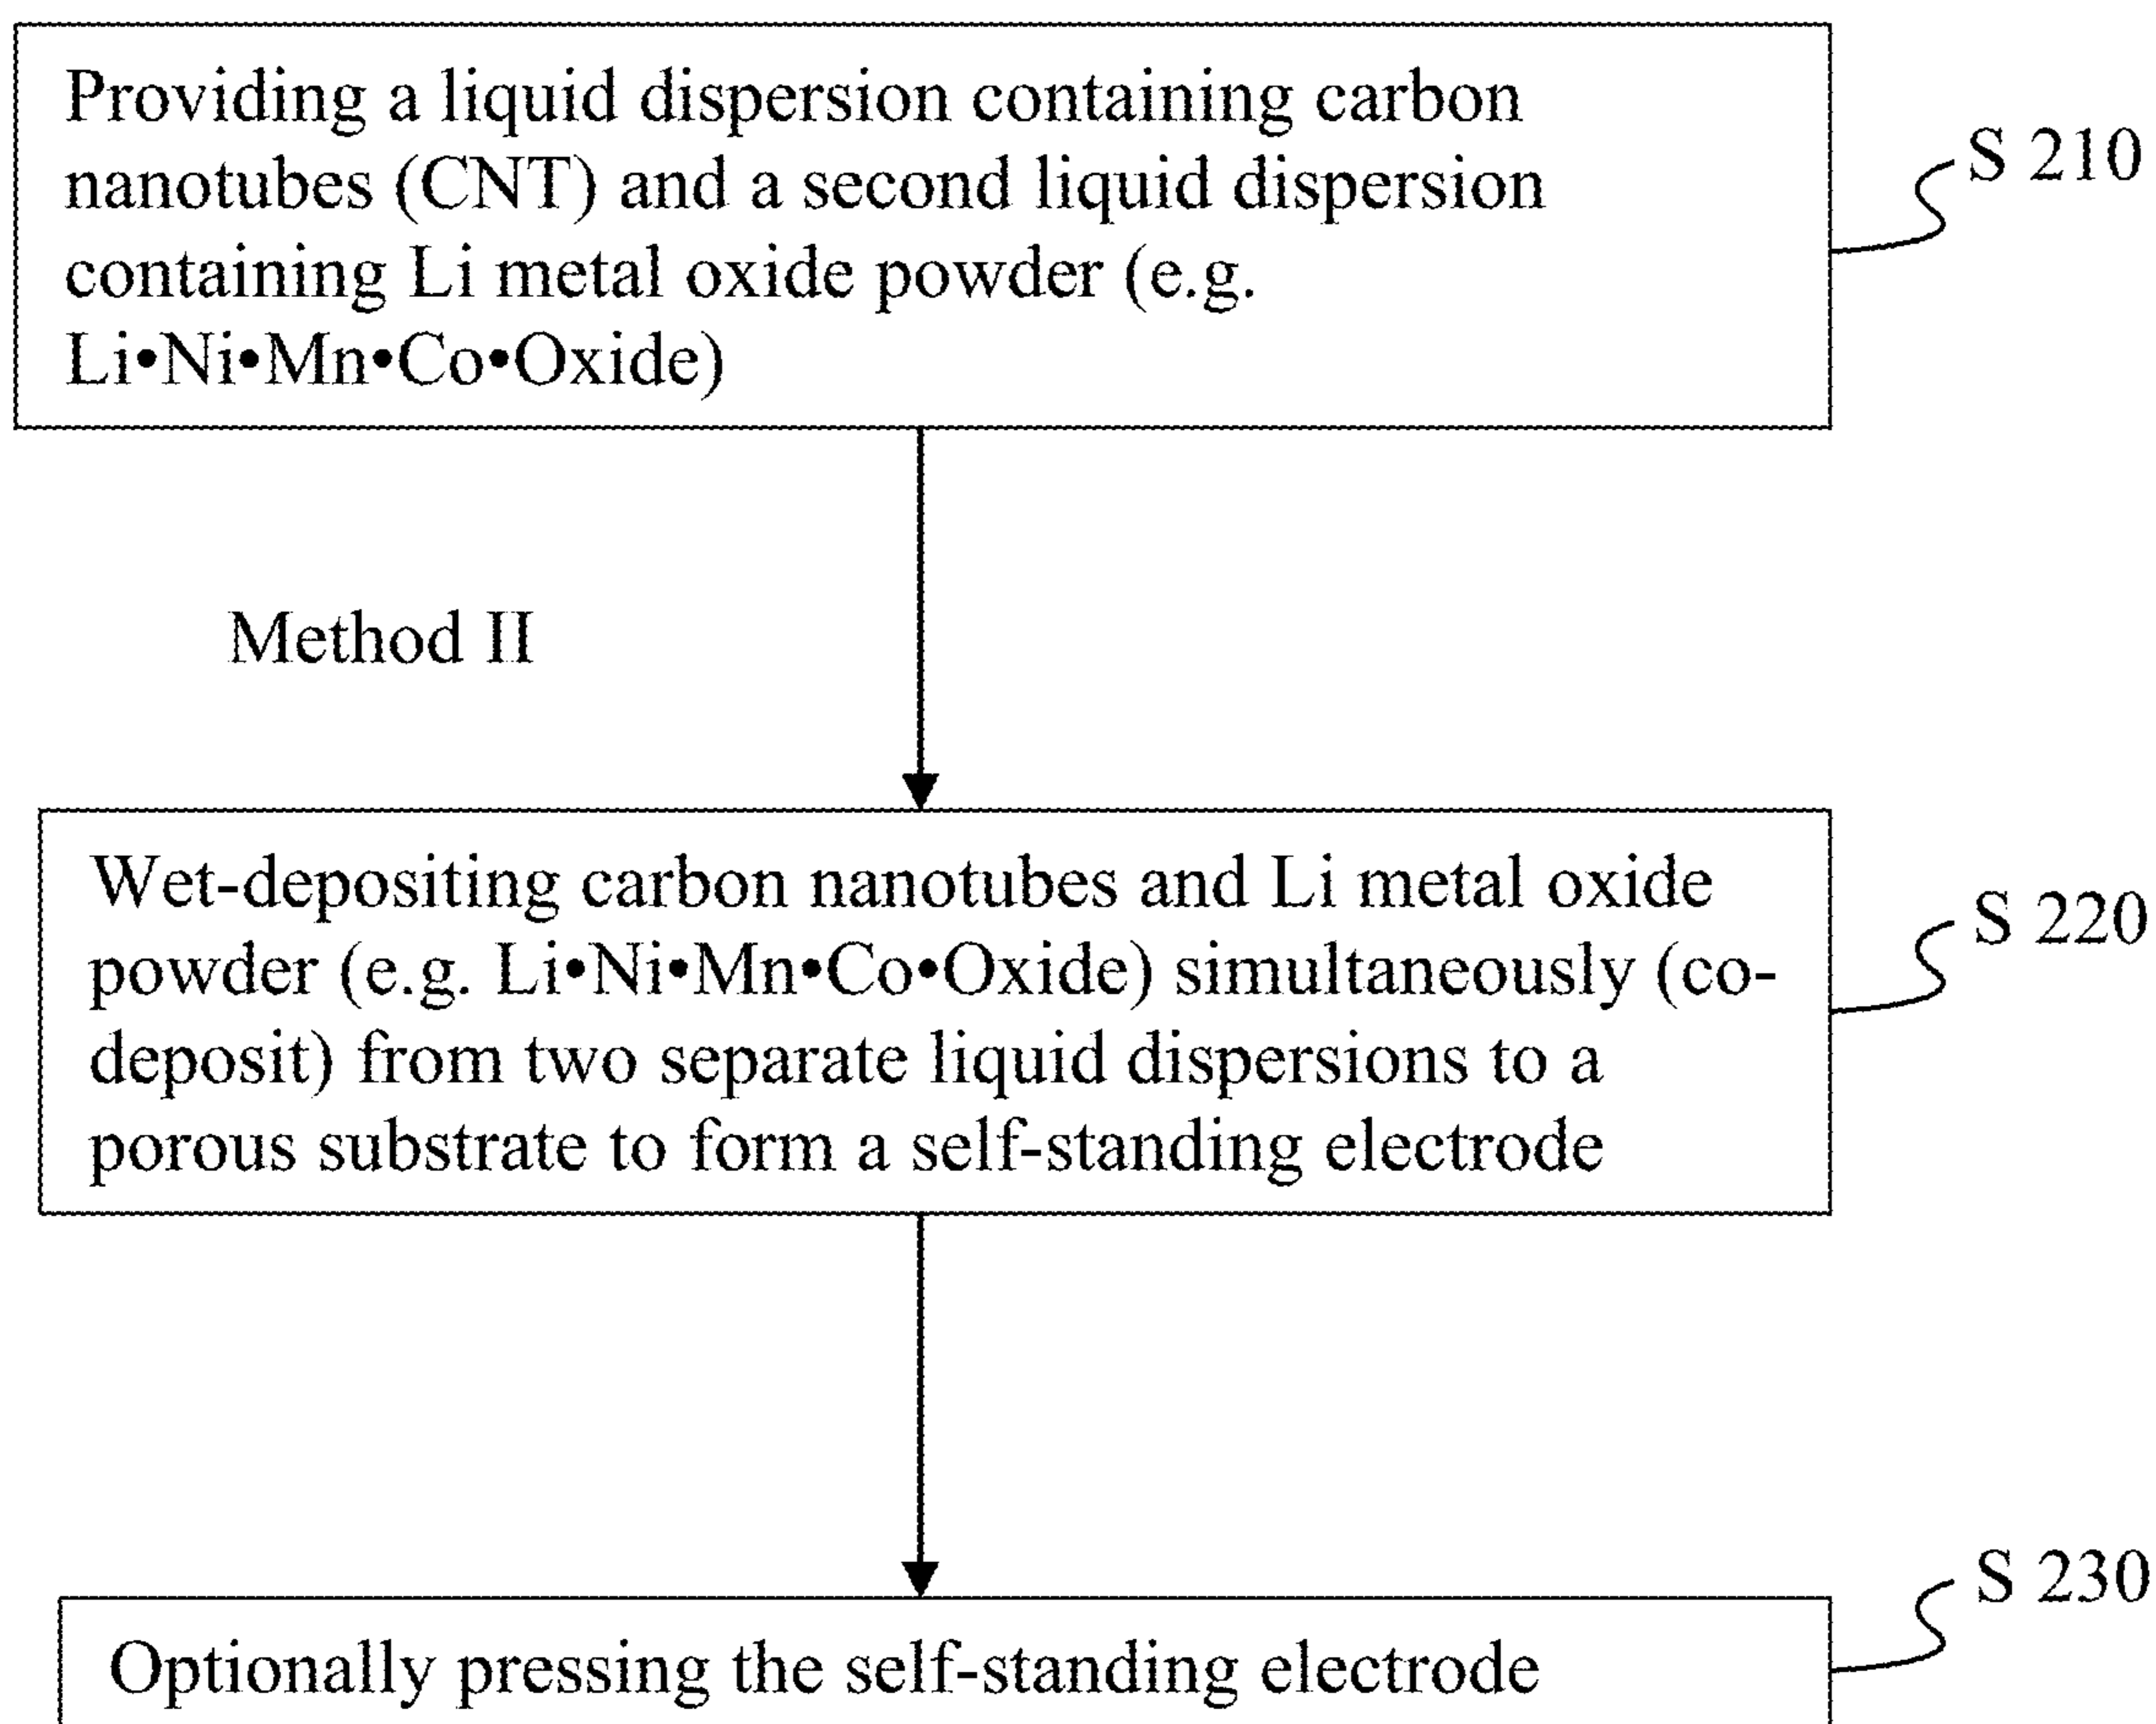 Providing a liquid dispersion containing carbon
nanotubes (CNT) and a second liquid dispersion
containing Li metal oxide powder (e.g.
Li•Ni•Mn•Co•Oxide)
S 210
Method II
Wet-depositing carbon nanotubes and Li metal oxide
powder (e.g. Li•Ni•Mn•Co•Oxide) simultaneously (co-
deposit) from two separate liquid dispersions to a
porous substrate to form a self-standing electrode
S 220
Optionally pressing the self-standing electrode
S 230